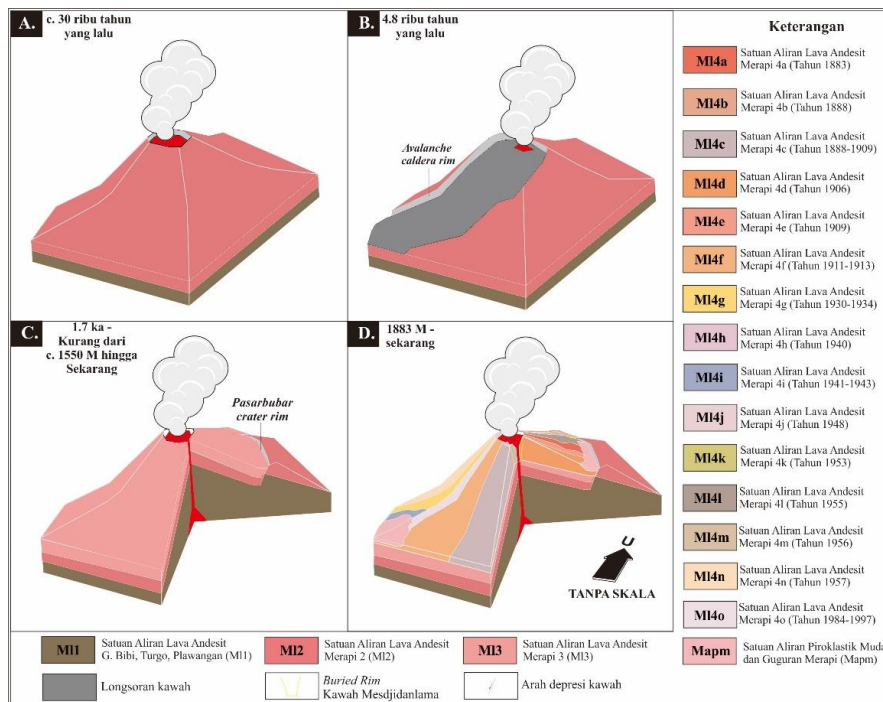 A.
c. 30 ribu tahun
yang lalu
B.
4.8 ribu tahun
yang lalu
Avalanche
caldera rim
C.
1.7 ka -
Kurang dari
c. 1550 M hingga
Sekarang
Pasarbubar
crater rim
D.
1883 M -
sekarang
U
TANPA SKALA
Keterangan
Ml4a Satuan Aliran Lava Andesit
Merapi 4a (Tahun 1883)
Ml4b Satuan Aliran Lava Andesit
Merapi 4b (Tahun 1888)
Ml4c Satuan Aliran Lava Andesit
Merapi 4c (Tahun 1888-1909)
Ml4d Satuan Aliran Lava Andesit
Merapi 4d (Tahun 1906)
Ml4e Satuan Aliran Lava Andesit
Merapi 4e (Tahun 1909)
Ml4f Satuan Aliran Lava Andesit
Merapi 4f (Tahun 1911-1913)
Ml4g Satuan Aliran Lava Andesit
Merapi 4g (Tahun 1930-1934)
Ml4h Satuan Aliran Lava Andesit
Merapi 4h (Tahun 1940)
Ml4i Satuan Aliran Lava Andesit
Merapi 4i (Tahun 1941-1943)
Ml4j Satuan Aliran Lava Andesit
Merapi 4j (Tahun 1948)
Ml4k Satuan Aliran Lava Andesit
Merapi 4k (Tahun 1953)
Ml4l Satuan Aliran Lava Andesit
Merapi 4l (Tahun 1955)
Ml4m Satuan Aliran Lava Andesit
Merapi 4m (Tahun 1956)
Ml4n Satuan Aliran Lava Andesit
Merapi 4n (Tahun 1957)
Ml4o Satuan Aliran Lava Andesit
Merapi 4o (Tahun 1984-1997)
Mapm Satuan Aliran Piroklastik Muda
dan Guguran Merapi (Mapm)
Ml1 Satuan Aliran Lava Andesit
G. Bibi, Turgo, Plawangan (Ml1)
Ml2 Satuan Aliran Lava Andesit
Merapi 2 (Ml2)
Ml3 Satuan Aliran Lava Andesit
Merapi 3 (Ml3)
Longsoran kawah
Buried Rim
Kawah Mesdjidanlama
Arah depresi kawah